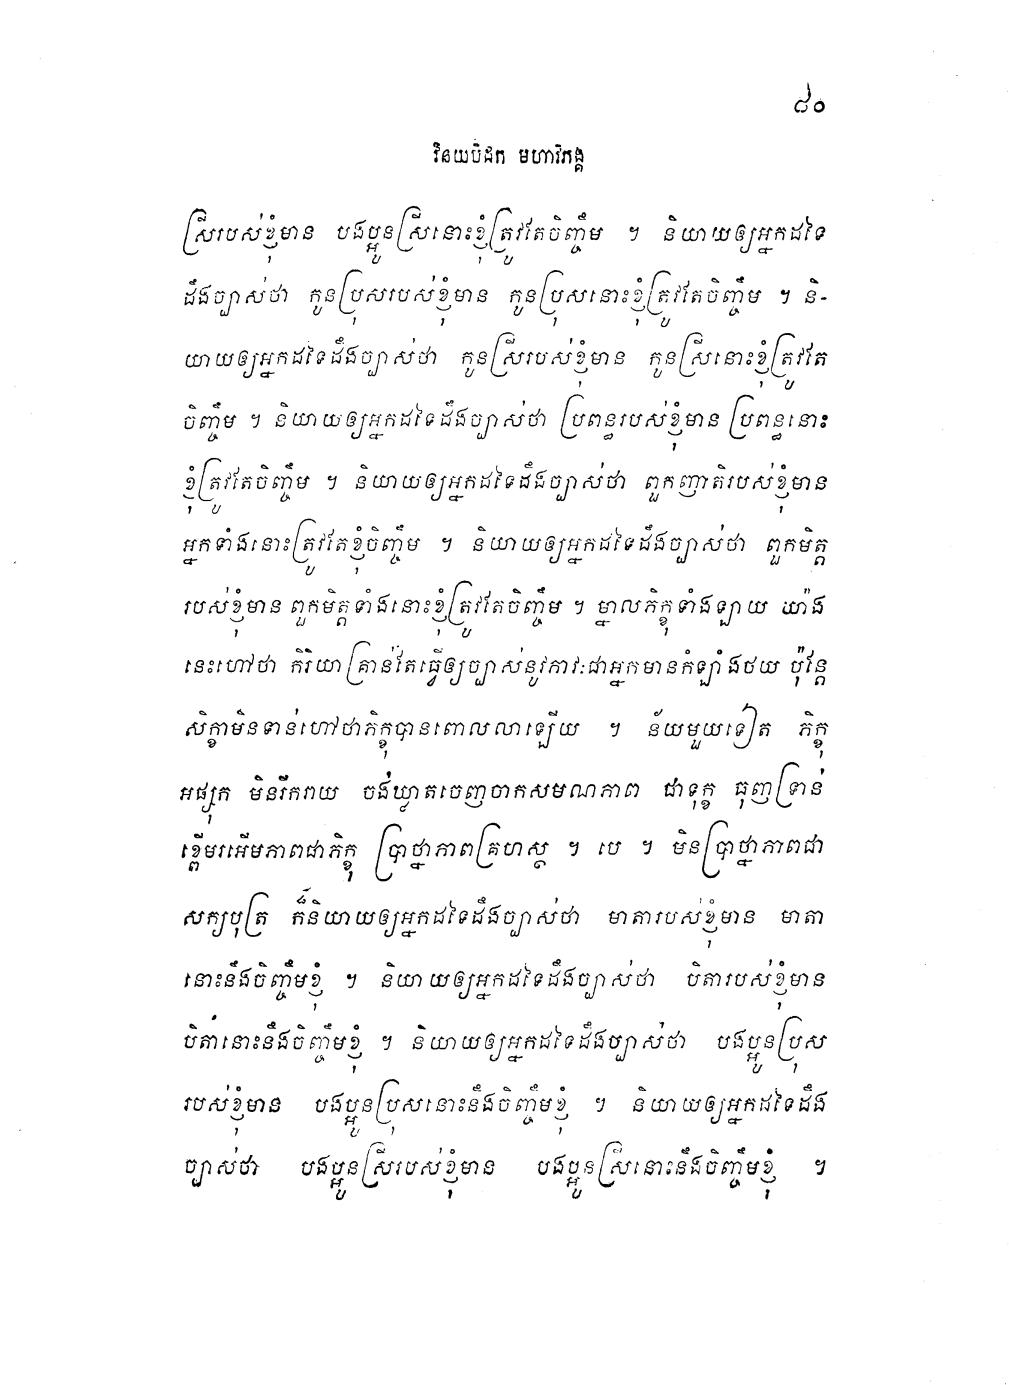 ៨០
វិនយបិដក មហាវិភង្គ
ស្រីរបស់ខ្ញុំមាន បងប្អូនស្រីនោះខ្ញុំត្រូវតែចិញ្ចឹម ។ និយាយឲ្យអ្នកដទៃ
ដឹងច្បាស់ថា កូនប្រុសរបស់ខ្ញុំមាន កូនប្រុសនោះខ្ញុំត្រូវតែចិញ្ចឹម ។ និ-
យាយឲ្យអ្នកដទៃដឹងច្បាស់ថា កូនស្រីរបស់ខ្ញុំមាន កូនស្រីនោះខ្ញុំត្រូវតែ
ចិញ្ចឹម ។ និយាយឲ្យអ្នកដទៃដឹងច្បាស់ថា ប្រពន្ធរបស់ខ្ញុំមាន ប្រពន្ធនោះ
ខ្ញុំត្រូវតែចិញ្ចឹម ។ និយាយឲ្យអ្នកដទៃដឹងច្បាស់ថា ពួកញាតិរបស់ខ្ញុំមាន
អ្នកទាំងនោះត្រូវតែខ្ញុំចិញ្ចឹម ។ និយាយឲ្យអ្នកដទៃដឹងច្បាស់ថា ពួកមិត្ត
របស់ខ្ញុំមាន ពួកមិត្តទាំងនោះខ្ញុំត្រូវតែចិញ្ចឹម ។ ម្នាលភិក្ខុទាំងឡាយ យ៉ាង
នេះហៅថា កិរិយាគ្រាន់តែធ្វើឲ្យច្បាស់នូវភាវៈជាអ្នកមានកំឡាំងថយ ប៉ុន្តែ
សិក្ខាមិនទាន់ហៅថាភិក្ខុបានពោលលាឡើយ ។ ន័យមួយទៀត ភិក្ខុ
អផ្សុក មិនរីករាយ ចង់ឃ្លាតចេញចាកសមណភាព ជាទុក្ខ ធុញទ្រាន់
ខ្ពើមរអើមភាពជាភិក្ខុ ប្រាថ្នាភាពគ្រហស្ថ ។ បេ ។ មិនប្រាថ្នាភាពជា
សក្យបុត្រ ក៏និយាយឲ្យអ្នកដទៃដឹងច្បាស់ថា មាតារបស់ខ្ញុំមាន មាតា
នោះនឹងចិញ្ចឹមខ្ញុំ ។ និយាយឲ្យអ្នកដទៃដឹងច្បាស់ថា បិតារបស់ខ្ញុំមាន
បិតានោះនឹងចិញ្ចឹមខ្ញុំ ។ និយាយឲ្យអ្នកដទៃដឹងច្បាស់ថា បងប្អូនប្រុស
របស់ខ្ញុំមាន បងប្អូនប្រុសនោះនឹងចិញ្ចឹមខ្ញុំ ។ និយាយឲ្យអ្នកដទៃដឹង
ច្បាស់ថា បងប្អូនស្រីរបស់ខ្ញុំមាន បងប្អូនស្រីនោះនឹងចិញ្ចឹមខ្ញុំ ។